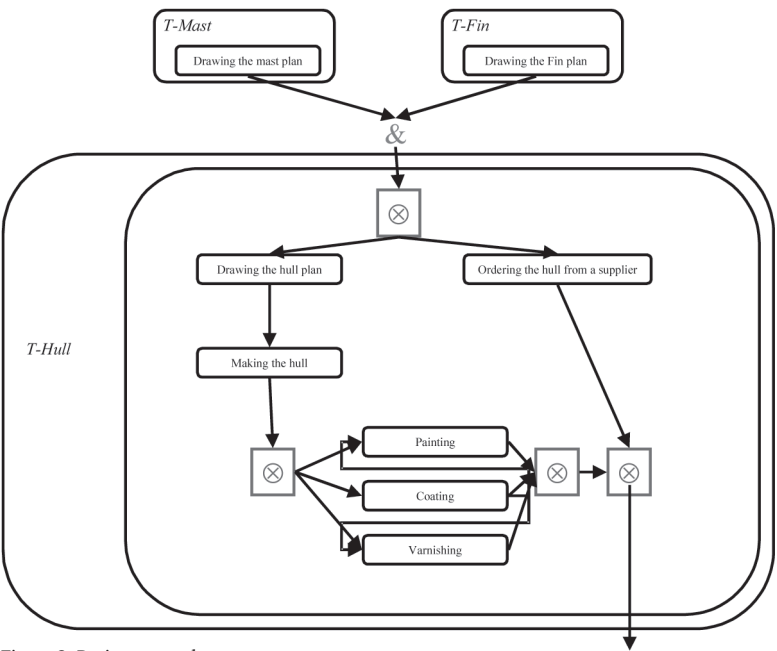 T-Mast
T-Fin
Drawing the mast plan
Drawing the Fin plan
&
Drawing the hull plan
Ordering the hull from a supplier
T-Hull
Making the hull
Painting
Coating
Varnishing